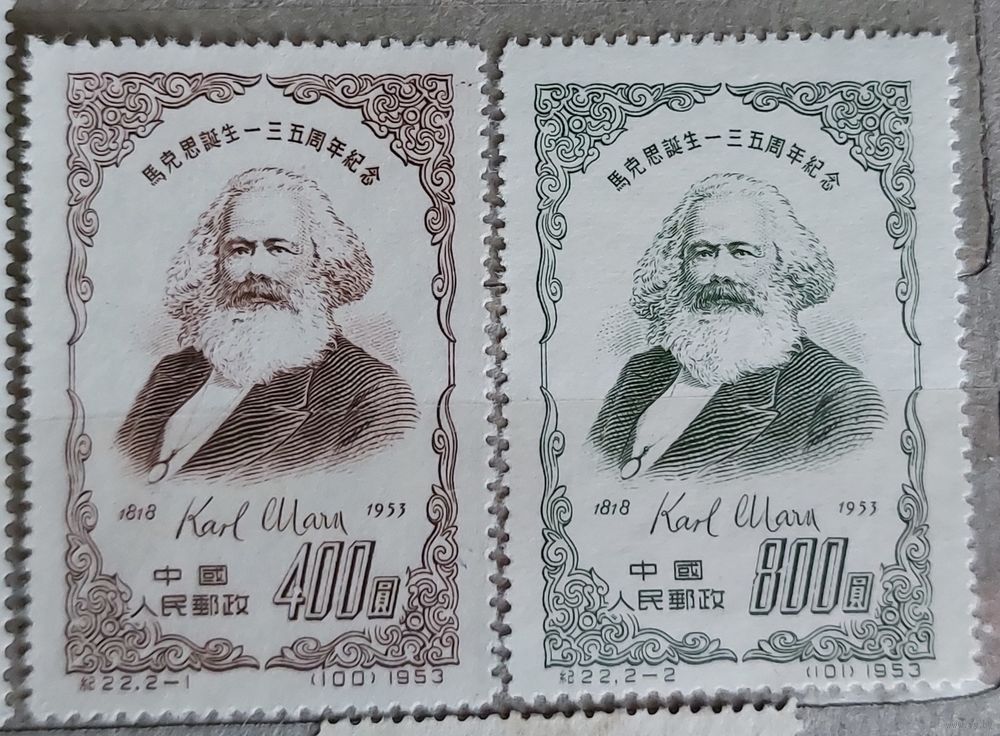 馬克思誕生一三五周年紀念
1818 Karl Marx 1953
中國
人民郵政 400圓
紀22.2-1 (100) 1953
馬克思誕生一三五周年紀念
1818 Karl Marx 1953
中國
人民郵政 800圓
紀22.2-2 (101) 1953